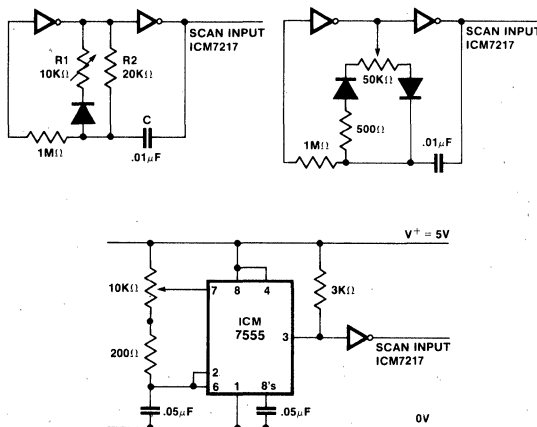 SCAN INPUT
ICM7217
R1
10KΩ
R2
20KΩ
C
.01μF
1MΩ
SCAN INPUT
ICM7217
50KΩ
500Ω
1MΩ
.01μF
V+ = 5V
10KΩ
7
8
4
3KΩ
ICM
7555
3
200Ω
2
6
1
8's
SCAN INPUT
ICM7217
.05μF
.05μF
0V